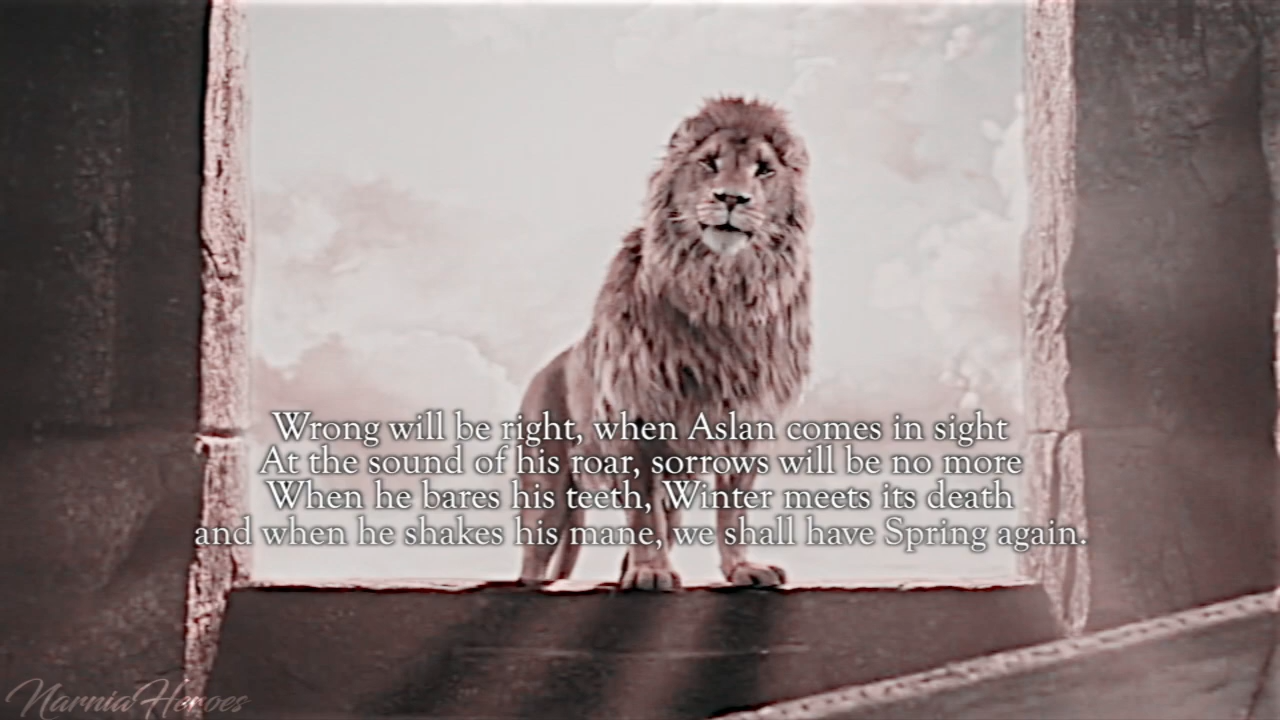 Wrong will be right, when Aslan comes in sight
At the sound of his roar, sorrows will be no more
When he bares his teeth, Winter meets its death
and when he shakes his mane, we shall have Spring again.
NarniaHeroes